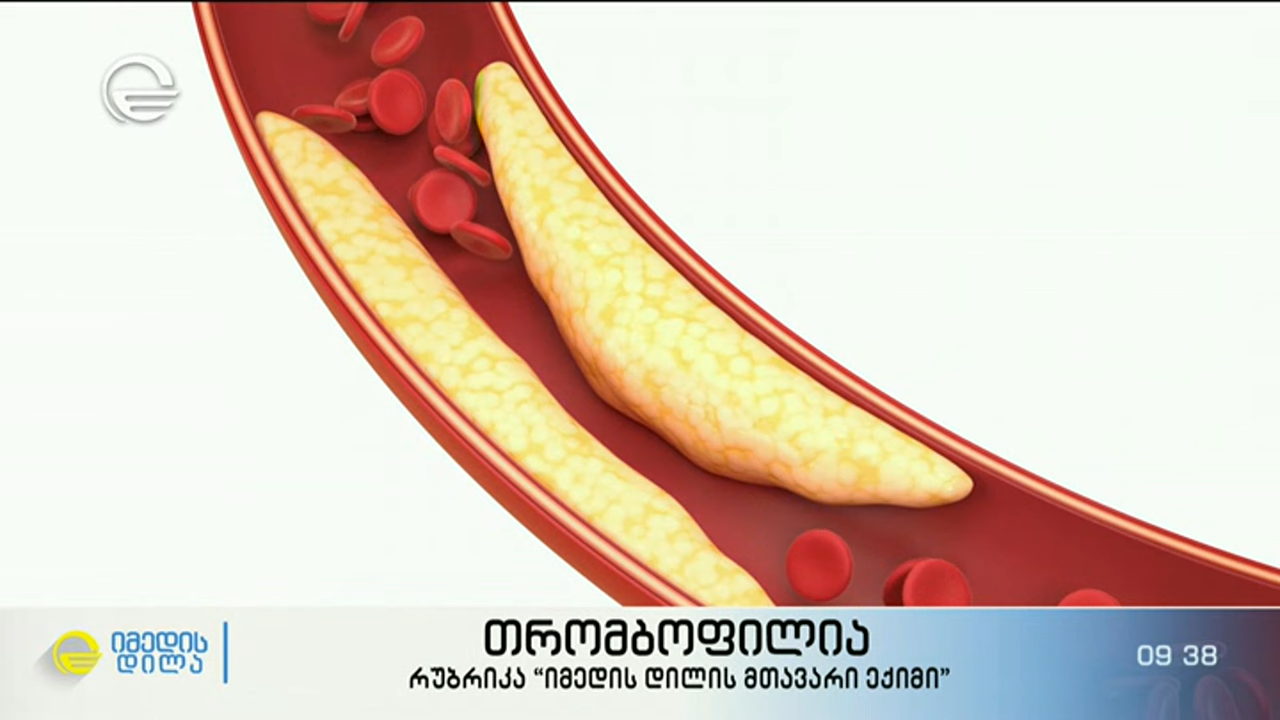 თრომბოფილია
რუბრიკა “იმედის დილის მთავარი ექიმი”
იმედის
დილა
09 38